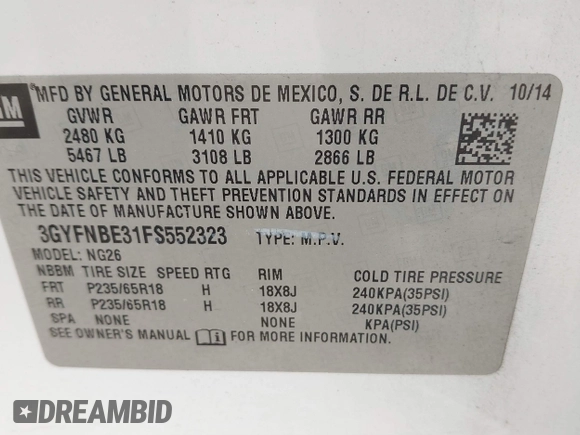 GM
MFD BY GENERAL MOTORS DE MEXICO, S. DE R.L. DE C.V. 10/14
GVWR GAWR FRT GAWR RR
2480 KG 1410 KG 1300 KG
5467 LB 3108 LB 2866 LB
THIS VEHICLE CONFORMS TO ALL APPLICABLE U.S. FEDERAL MOTOR
VEHICLE SAFETY AND THEFT PREVENTION STANDARDS IN EFFECT ON
THE DATE OF MANUFACTURE SHOWN ABOVE.
3GYFNBE31FS552323 TYPE: M.P.V.
MODEL: NG26
NBBM TIRE SIZE SPEED RTG RIM COLD TIRE PRESSURE
FRT P235/65R18 H 18X8J 240KPA(35PSI)
RR P235/65R18 H 18X8J 240KPA(35PSI)
SPA NONE NONE KPA(PSI)
SEE OWNER'S MANUAL FOR MORE INFORMATION.
DREAMBID